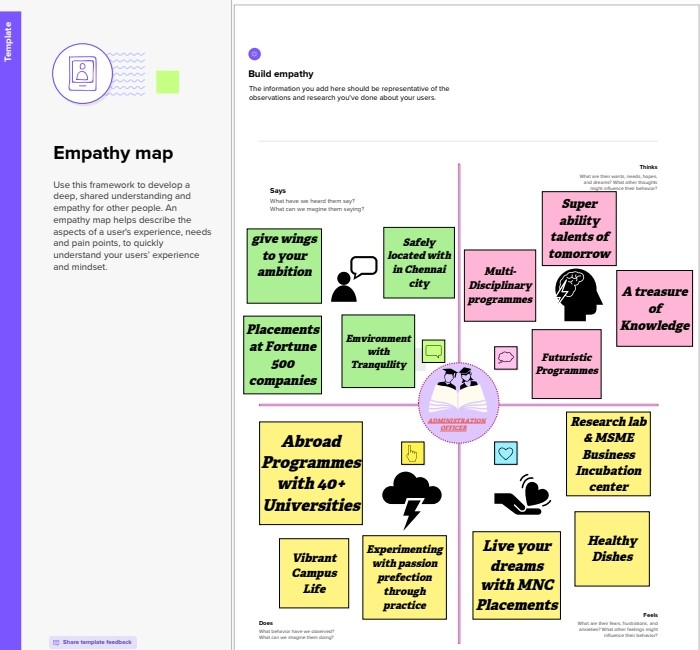 Template
Empathy map
Use this framework to develop a
deep, shared understanding and
empathy for other people. An
empathy map helps describe the
aspects of a user's experience, needs
and pain points, to quickly
understand your users' experience
and mindset.
Share template feedback
Build empathy
The information you add here should be representative of the
observations and research you've done about your users.
Says
What have we heard them say?
What can we imagine them saying?
give wings
to your
ambition
Safely
located with
in Chennai
city
Placements
at Fortune
500
companies
Emvironment
with
Tranqullity
Thinks
What are their wants, needs, hopes,
and dreams? What other thoughts
might influence their behavior?
Super
ability
talents of
tomorrow
Multi-
Disciplinary
programmes
A treasure
of
Knowledge
Futuristic
Programmes
ADMINISTRATION
OFFICER
Abroad
Programmes
with 40+
Universities
Vibrant
Campus
Life
Experimenting
with passion
prefection
through
practice
Does
What behavior have we observed?
What can we imagine them doing?
Research lab
& MSME
Business
Incubation
center
Healthy
Dishes
Live your
dreams
with MNC
Placements
Feels
What are their fears, frustrations, and
anxieties? What other feelings might
influence their behavior?